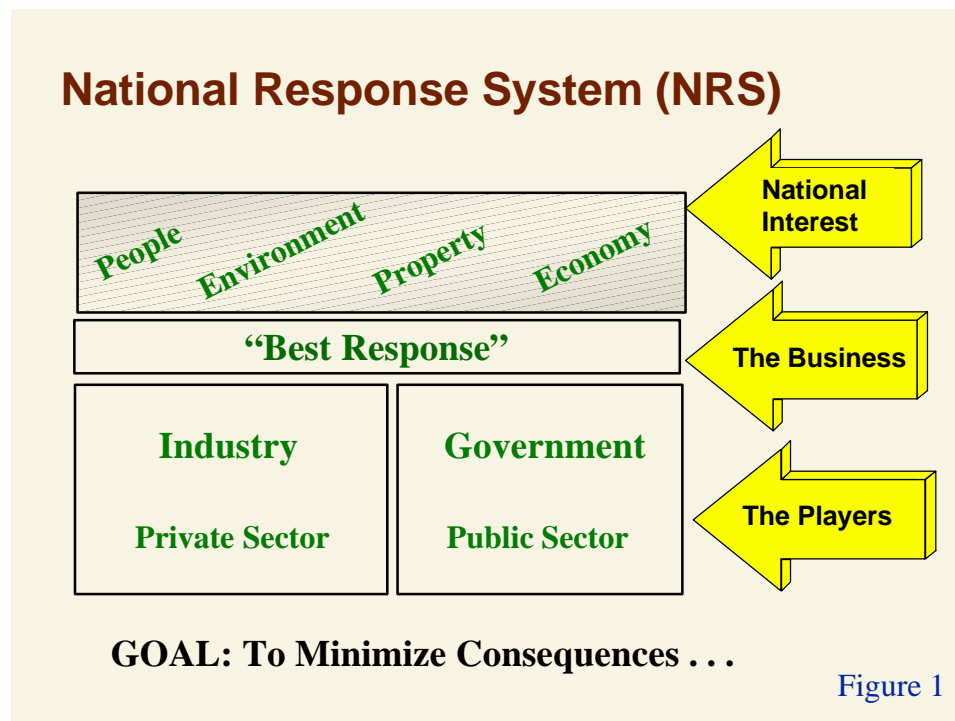 National Response System (NRS)
National
Interest
People Environment Property Economy
“Best Response”
The Business
Industry Government
Private Sector Public Sector
The Players
GOAL: To Minimize Consequences . . .
Figure 1